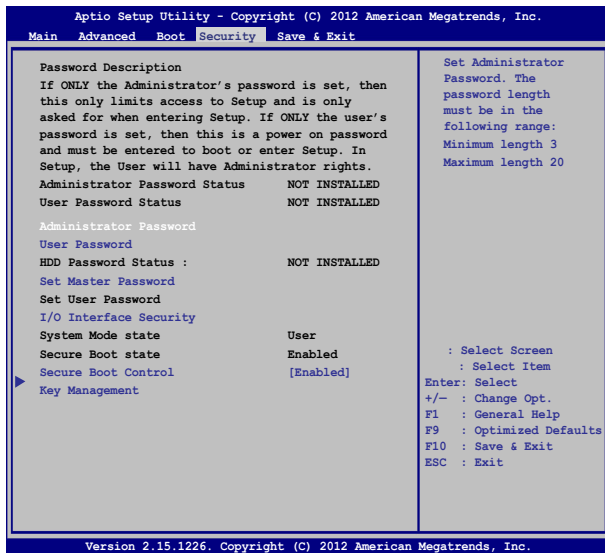 Aptio Setup Utility - Copyright (C) 2012 American Megatrends, Inc.
Main Advanced Boot Security Save & Exit
Password Description
If ONLY the Administrator's password is set, then
this only limits access to Setup and is only
asked for when entering Setup. If ONLY the user's
password is set, then this is a power on password
and must be entered to boot or enter Setup. In
Setup, the User will have Administrator rights.
Administrator Password Status NOT INSTALLED
User Password Status NOT INSTALLED
Administrator Password
User Password
HDD Password Status : NOT INSTALLED
Set Master Password
Set User Password
I/O Interface Security
System Mode state User
Secure Boot state Enabled
Secure Boot Control [Enabled]
Key Management
Set Administrator
Password. The
password length
must be in the
following range:
Minimum length 3
Maximum length 20
: Select Screen
: Select Item
Enter: Select
+/— : Change Opt.
F1 : General Help
F9 : Optimized Defaults
F10 : Save & Exit
ESC : Exit
Version 2.15.1226. Copyright (C) 2012 American Megatrends, Inc.